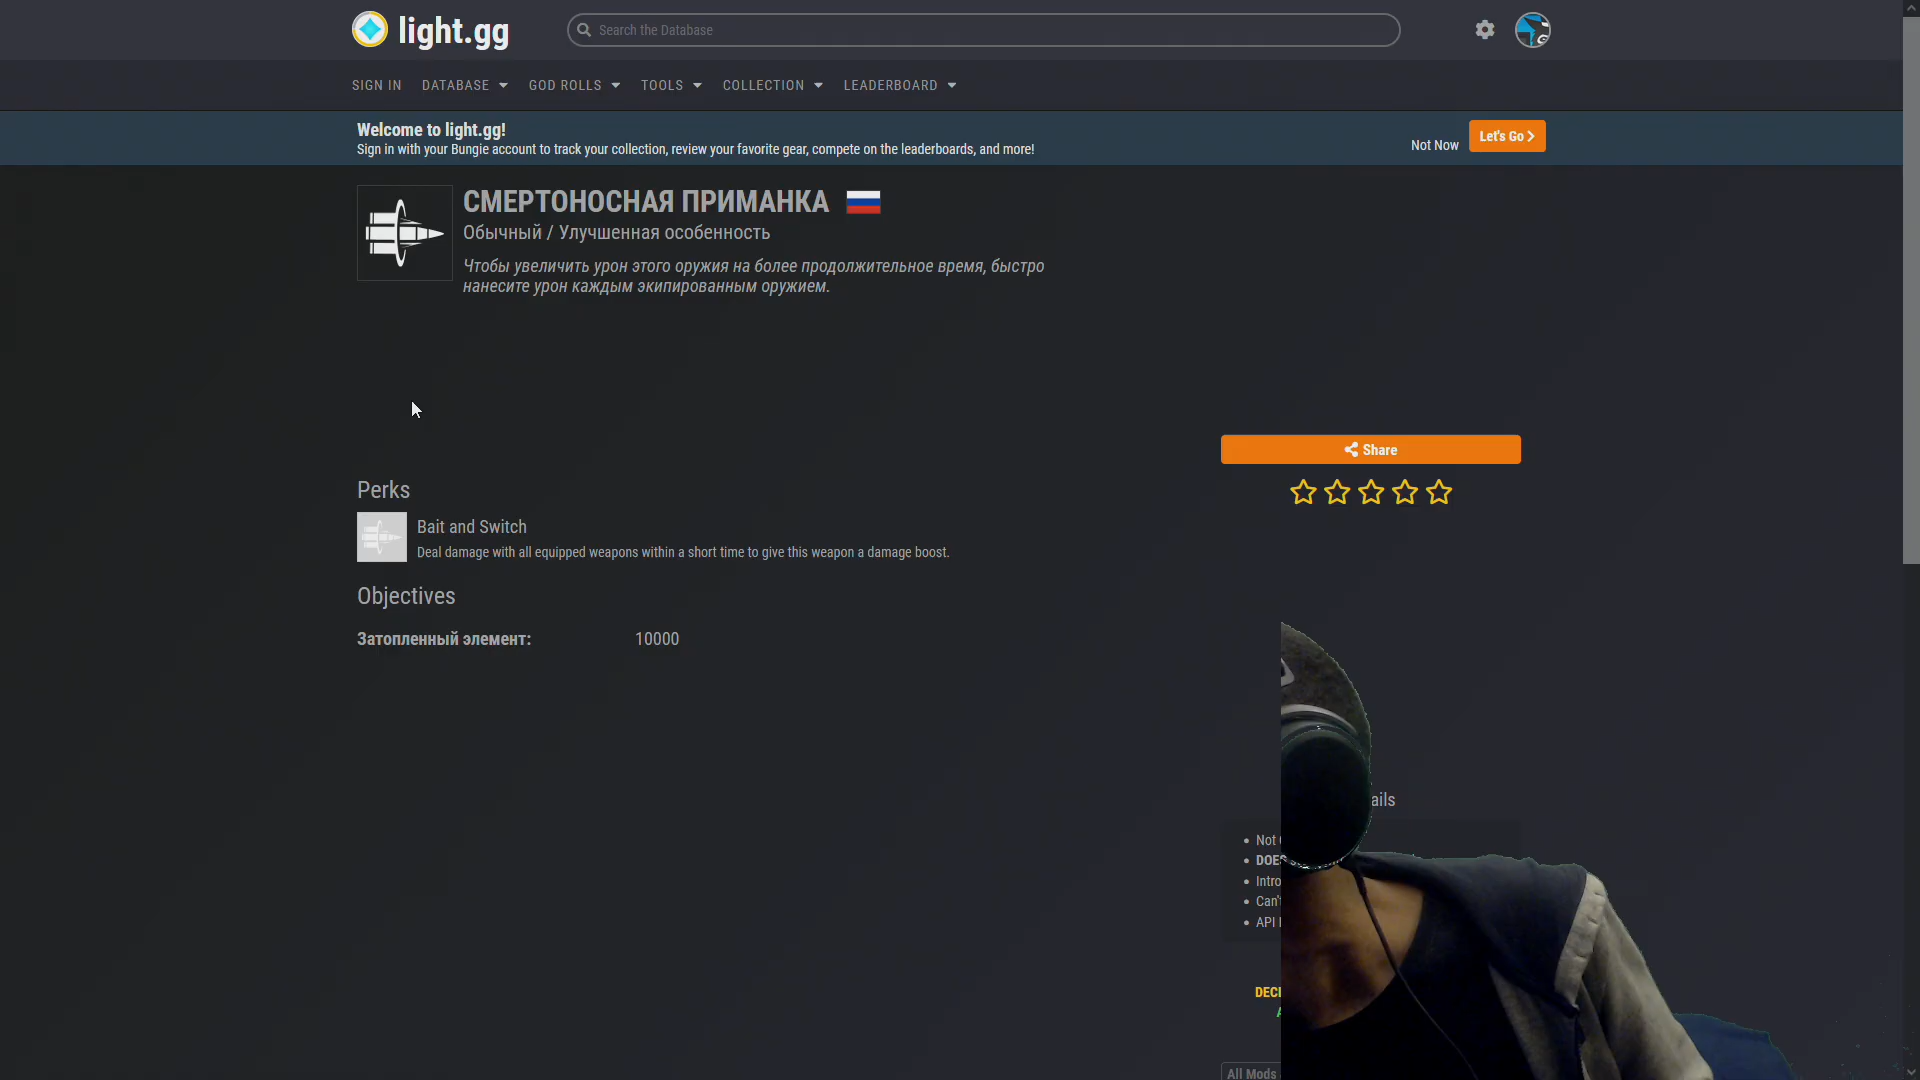 light.gg
Search the Database
SIGN IN DATABASE GOD ROLLS TOOLS COLLECTION LEADERBOARD
Welcome to light.gg!
Sign in with your Bungie account to track your collection, review your favorite gear, compete on the leaderboards, and more!
Not Now
Let's Go
СМЕРТОНОСНАЯ ПРИМАНКА
Обычный / Улучшенная особенность
Чтобы увеличить урон этого оружия на более продолжительное время, быстро
нанесите урон каждым экипированным оружием.
Share
Perks
Bait and Switch
Deal damage with all equipped weapons within a short time to give this weapon a damage boost.
Objectives
Затопленный элемент: 10000
Not
API
All Mods